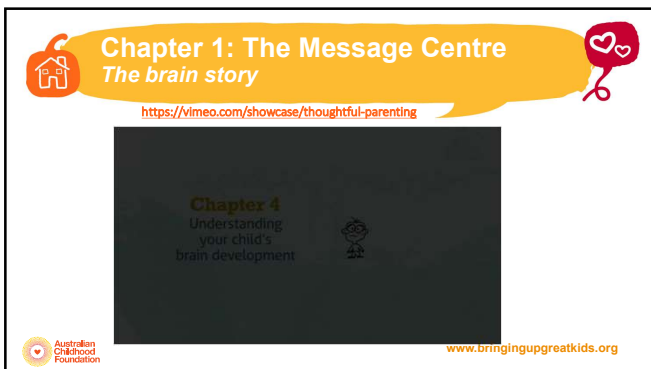 Chapter 1: The Message Centre
The brain story
https://vimeo.com/showcase/thoughtful-parenting
Chapter 4
Understanding
your child's
brain development
Australian
Childhood
Foundation
www.bringingupgreatkids.org